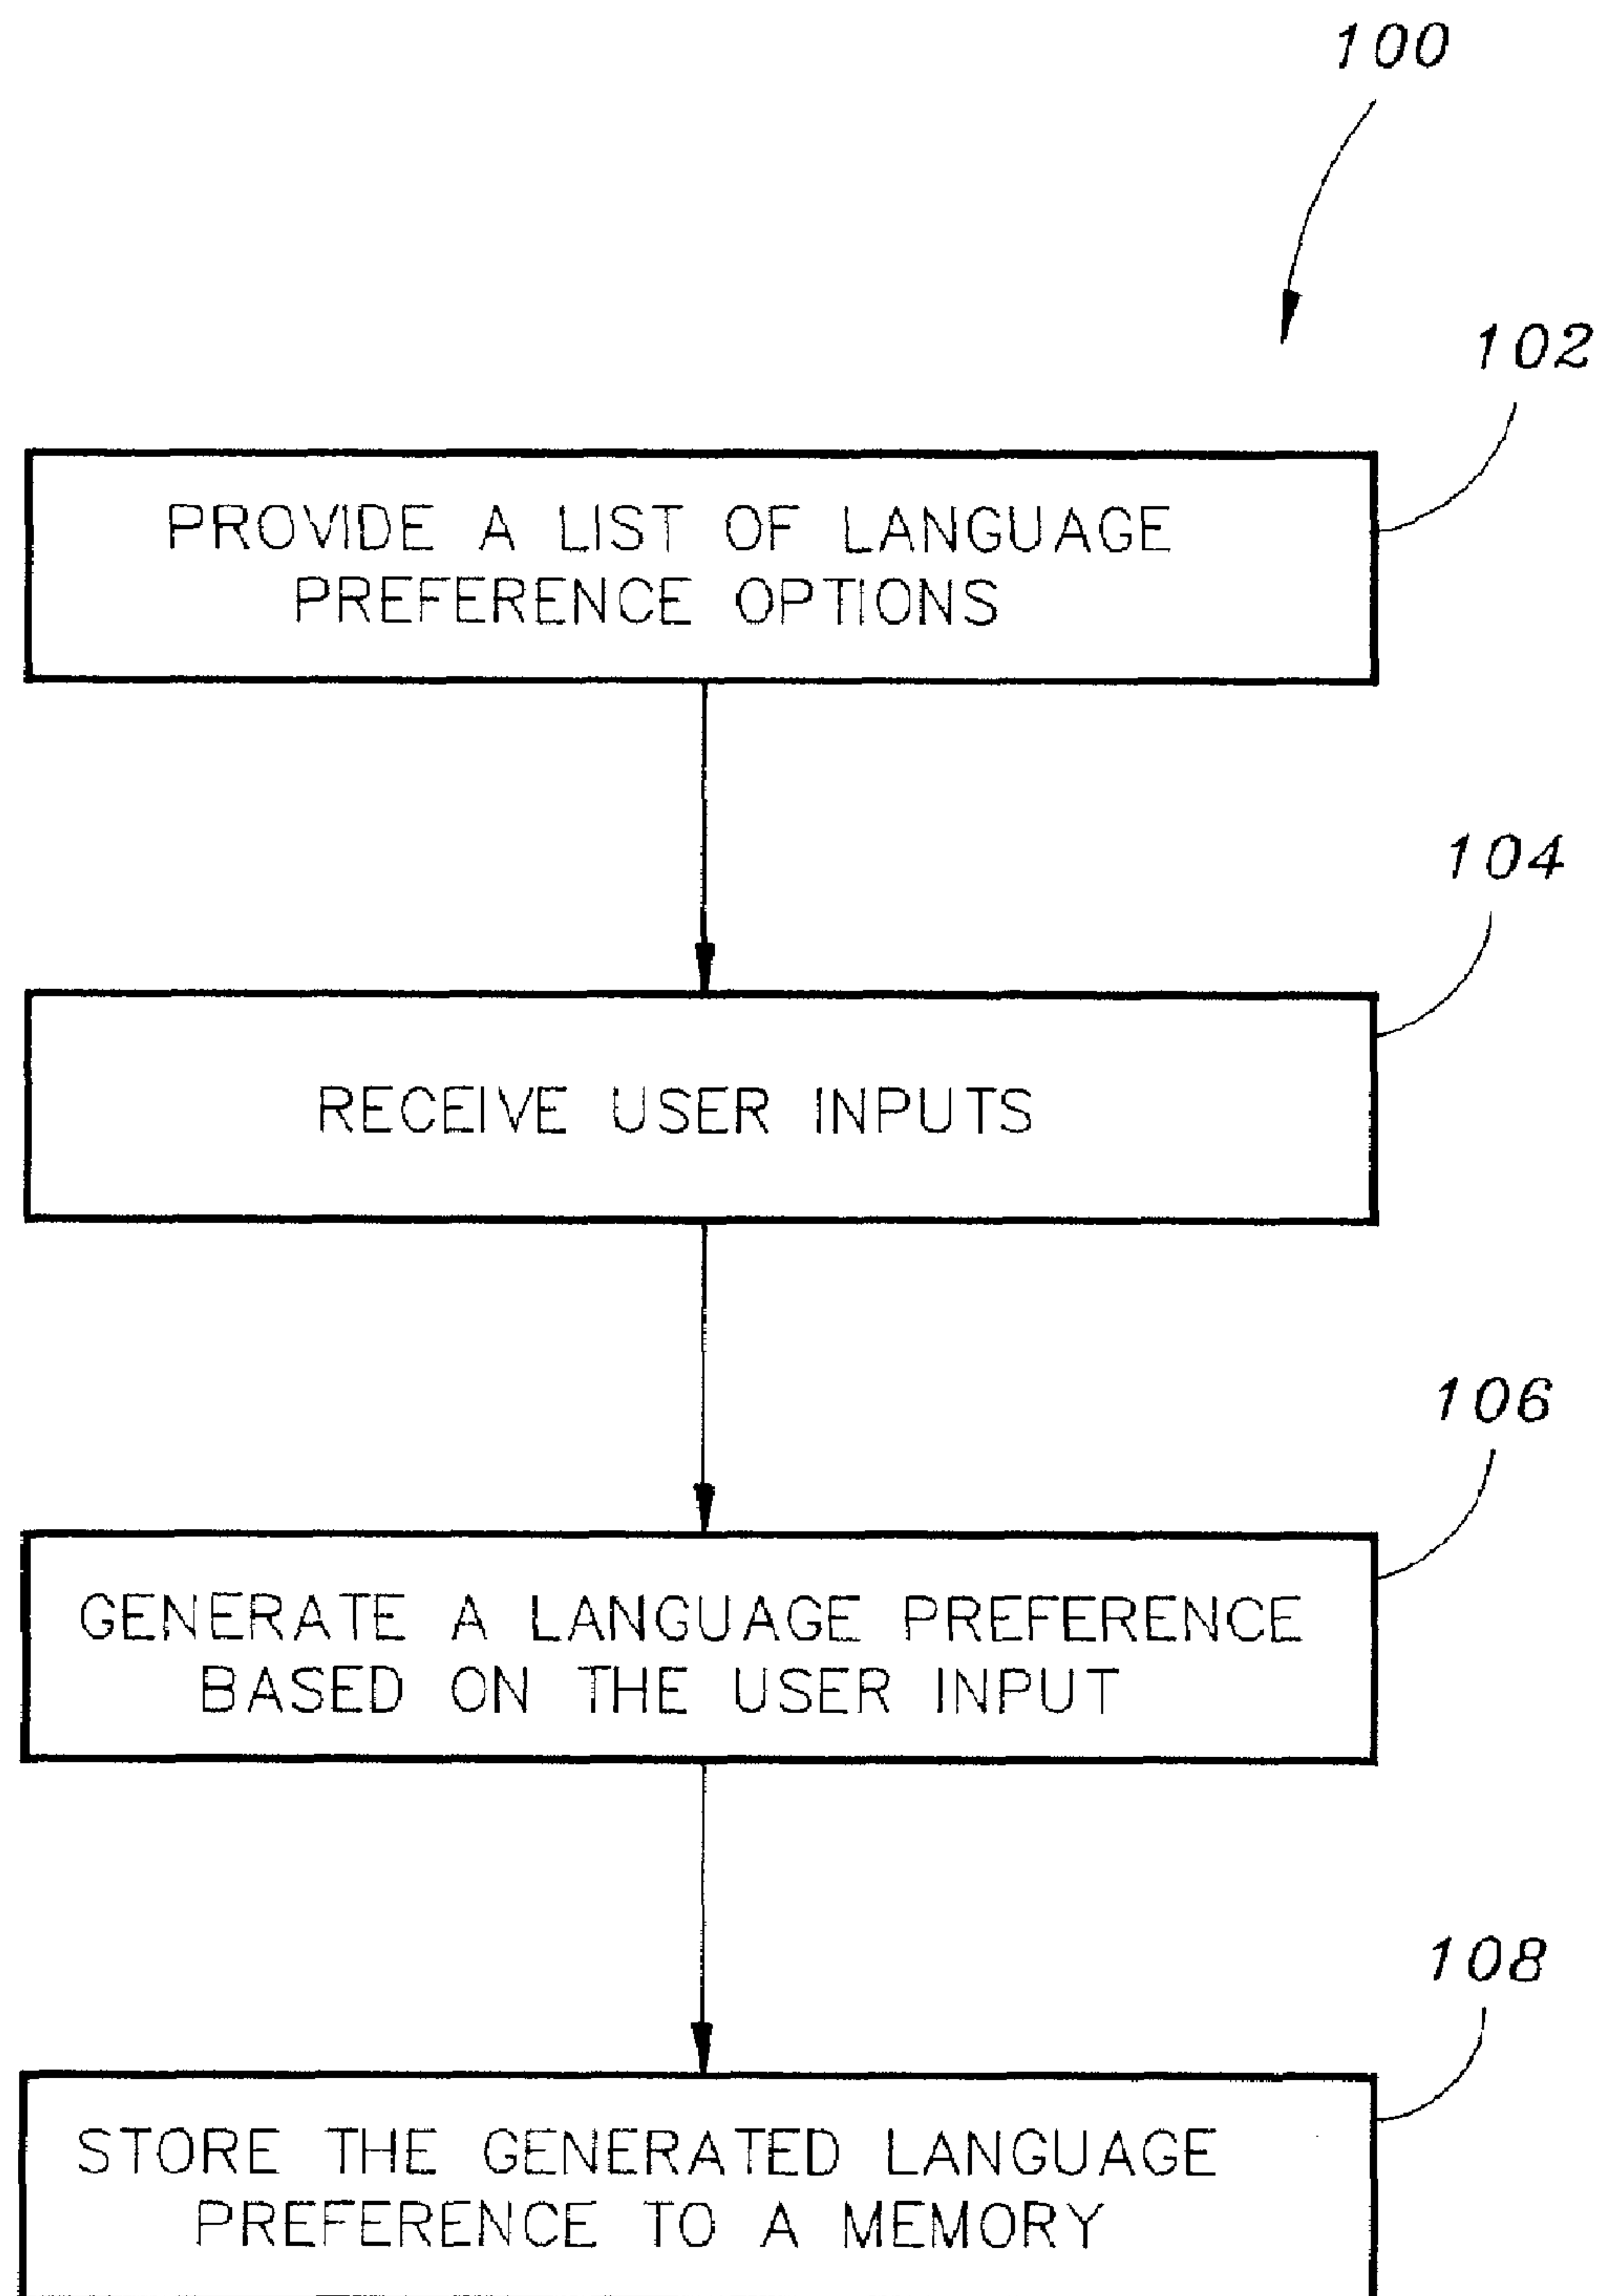 100
102
PROVIDE A LIST OF LANGUAGE
PREFERENCE OPTIONS
104
RECEIVE USER INPUTS
106
GENERATE A LANGUAGE PREFERENCE
BASED ON THE USER INPUT
108
STORE THE GENERATED LANGUAGE
PREFERENCE TO A MEMORY